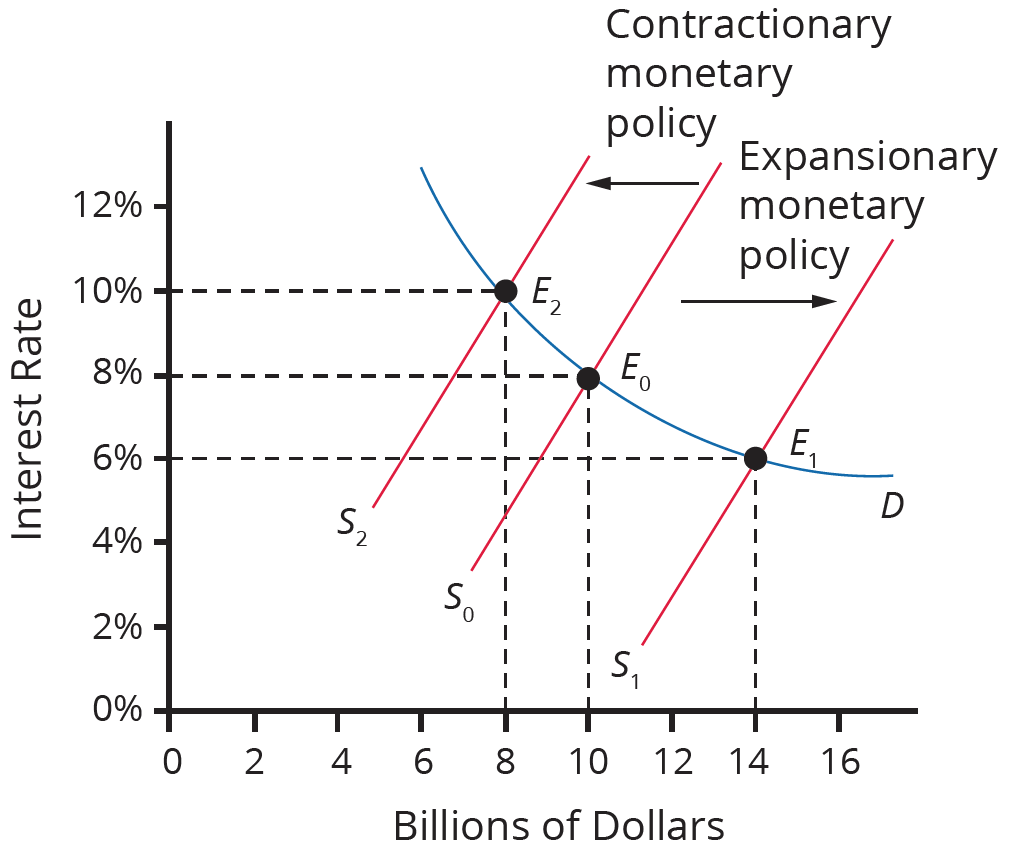 Contractionary
monetary
policy
Expansionary
monetary
policy
12%
10%
8%
6%
4%
2%
0%
Interest Rate
E2
E0
E1
D
S2
S0
S1
0 2 4 6 8 10 12 14 16
Billions of Dollars